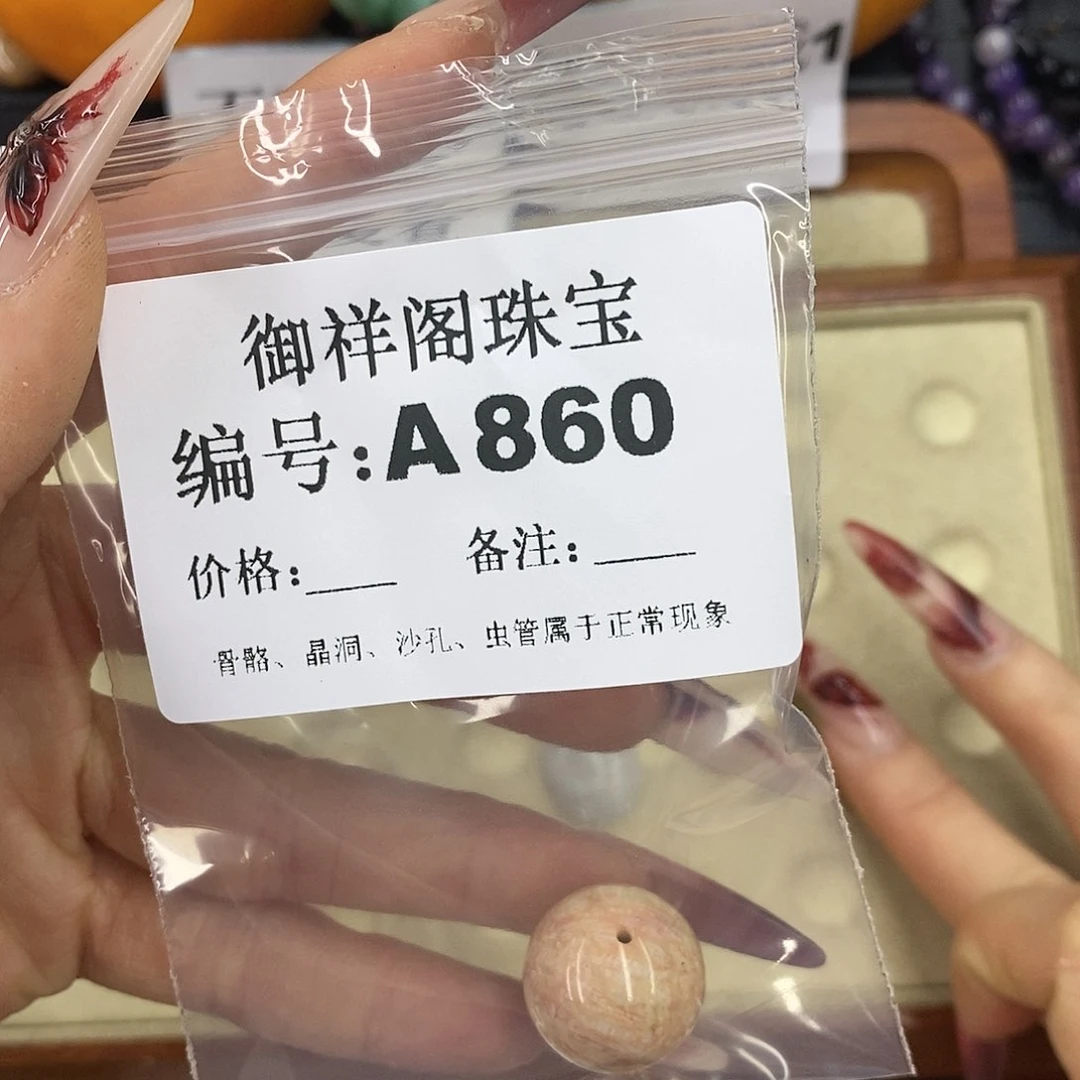 御祥阁珠宝
编号:A860
价格:____ 备注:____
骨骼、晶洞、沙孔、虫管属于正常现象